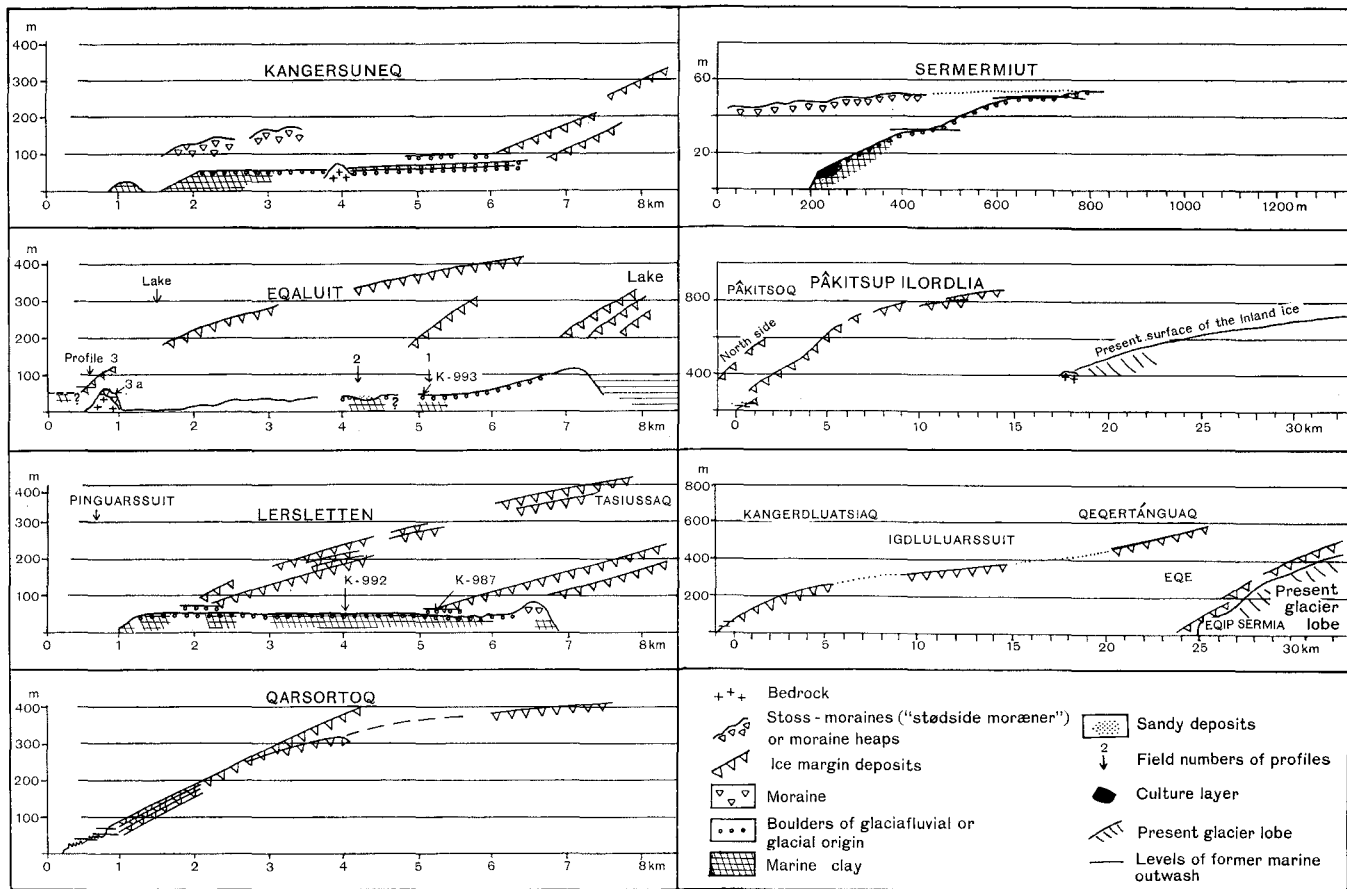 m
400
300
200
100
0
KANGERSUNEQ
1 2 3 4 5 6 7 8 km
m
60
20
0
SERMERMIUT
200 400 600 800 1000 1200 m
m
400
300
200
100
0
Lake
EQALUIT
Lake
Profile 3
3a
2
1
K-993
?
?
1 2 3 4 5 6 7 8 km
m
800
600
400
PÂKITSOQ
PÂKITSUP ILORDLIA
North side
Present surface of the Inland ice
0 5 10 15 20 25 30 km
m
400
300
200
100
0
PINGUARSSUIT
LERSLETTEN
TASIUSSAQ
K-992
K-987
1 2 3 4 5 6 7 8 km
m
800
600
400
200
0
KANGERDLUATSIAQ
IGDLULUARSSUIT
QEQERTÁNGUAQ
EQE
EQIP SERMIA
Present
glacier
lobe
0 5 10 15 20 25 30 km
m
400
300
200
100
0
QARSORTOQ
0 1 2 3 4 5 6 7 8 km
Bedrock
Stoss - moraines ("stødside moræner")
or moraine heaps
Ice margin deposits
Moraine
Boulders of glaciafluvial or
glacial origin
Marine clay
Sandy deposits
2
Field numbers of profiles
Culture layer
Present glacier lobe
Levels of former marine
outwash